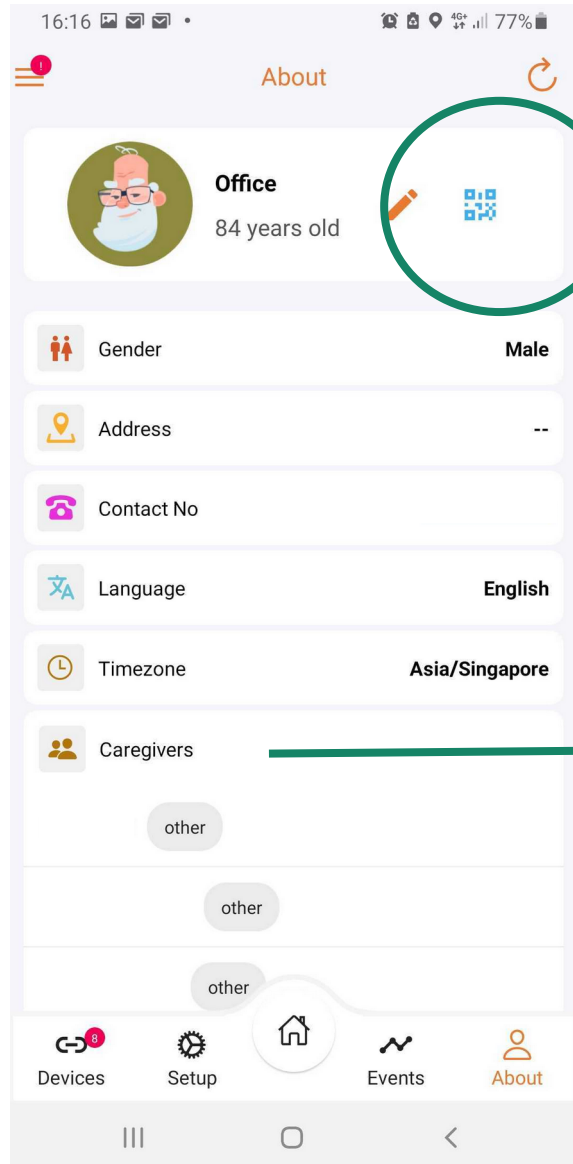 16:16
4G+ 77%
!
About
Office
84 years old
Gender Male
Address --
Contact No
Language English
Timezone Asia/Singapore
Caregivers
other
other
other
8
Devices Setup Events About